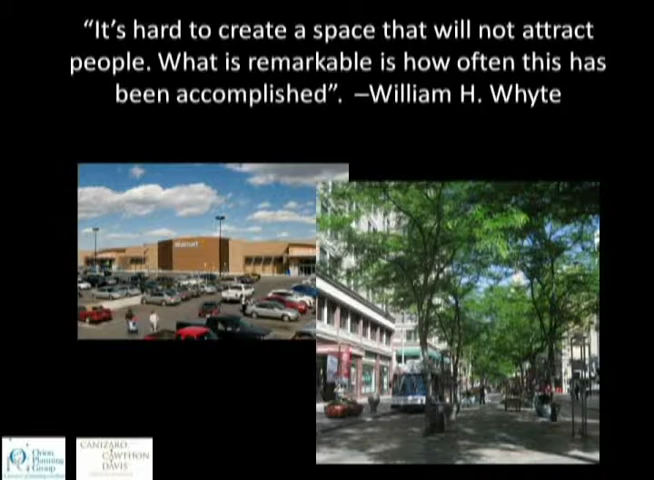 “It’s hard to create a space that will not attract
people. What is remarkable is how often this has
been accomplished”.  –William H. Whyte
Walmart
Orion
Planning
Group
CANIZARO
CAWTHON
DAVIS